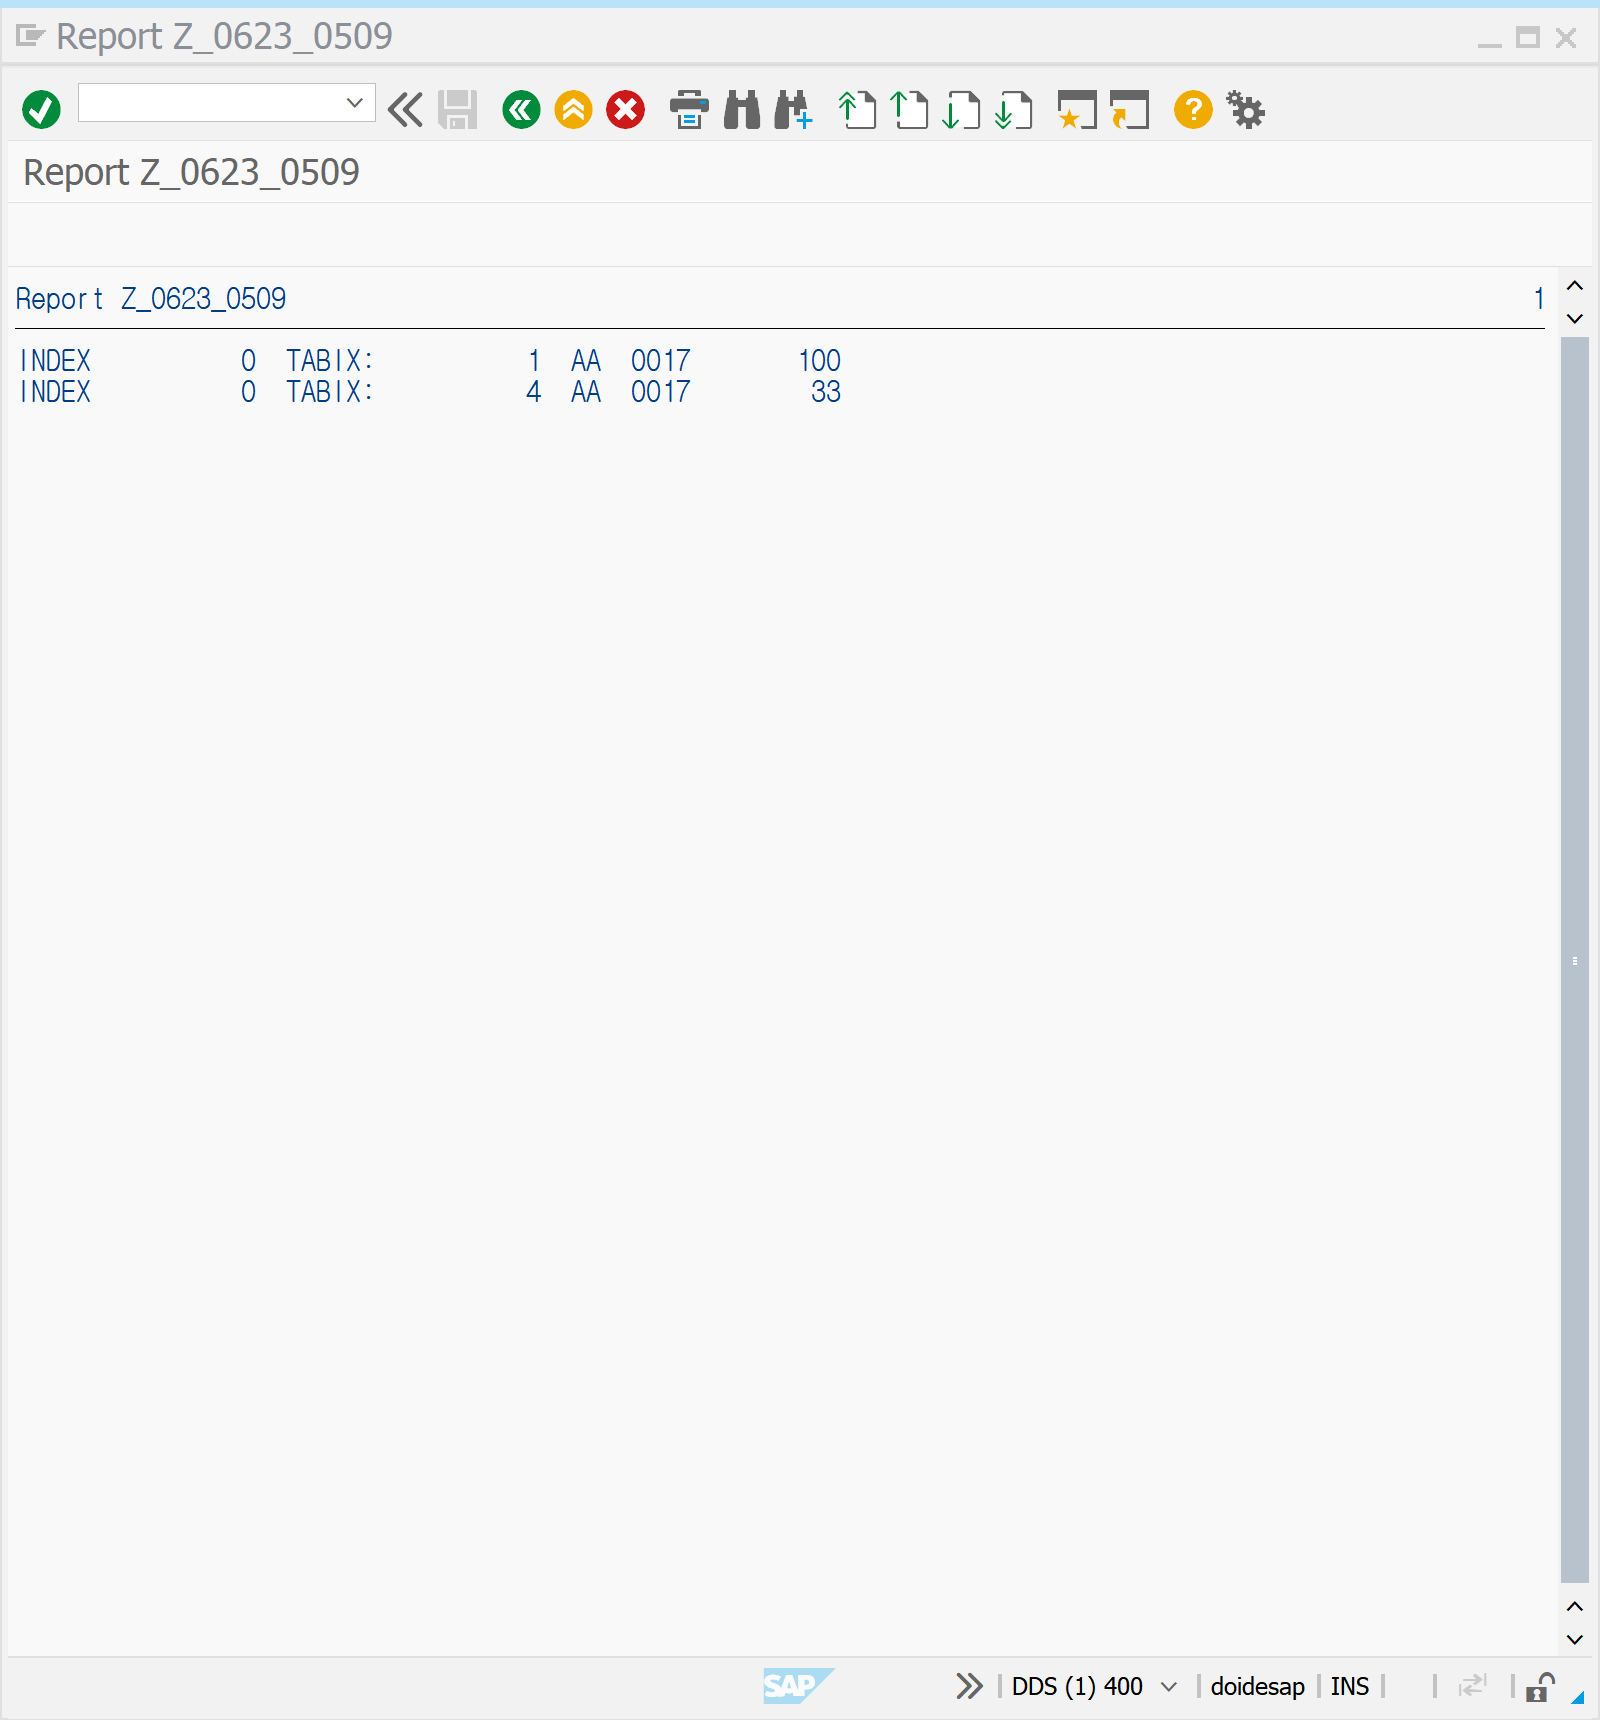 Report Z_0623_0509
Report Z_0623_0509
Report Z_0623_0509 1
INDEX 0 TABIX: 1 AA 0017 100
INDEX 0 TABIX: 4 AA 0017 33
SAP DDS (1) 400 doidesap INS